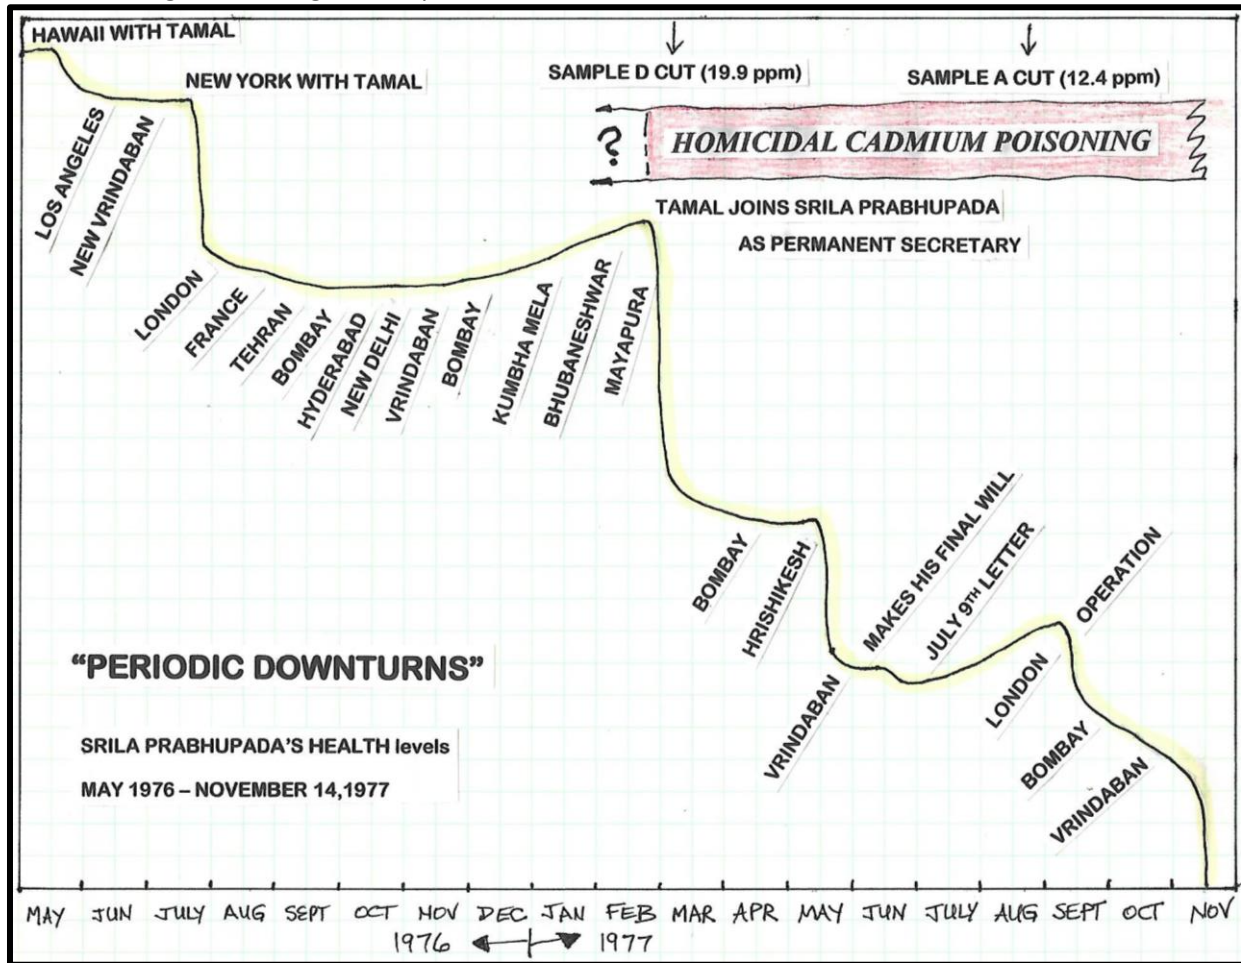 HAWAII WITH TAMAL
NEW YORK WITH TAMAL
SAMPLE D CUT (19.9 ppm)
SAMPLE A CUT (12.4 ppm)
?
HOMICIDAL CADMIUM POISONING
TAMAL JOINS SRILA PRABHUPADA
AS PERMANENT SECRETARY
LOS ANGELES
NEW VRINDABAN
LONDON
FRANCE
TEHRAN
BOMBAY
HYDERABAD
NEW DELHI
VRINDABAN
BOMBAY
KUMBHA MELA
BHUBANESHWAR
MAYAPURA
BOMBAY
HRISHIKESH
VRINDABAN
MAKES HIS FINAL WILL
JULY 9TH LETTER
LONDON
OPERATION
BOMBAY
VRINDABAN
"PERIODIC DOWNTURNS"
SRILA PRABHUPADA'S HEALTH levels
MAY 1976 – NOVEMBER 14,1977
MAY JUN JULY AUG SEPT OCT NOV DEC JAN FEB MAR APR MAY JUN JULY AUG SEPT OCT NOV
1976 1977